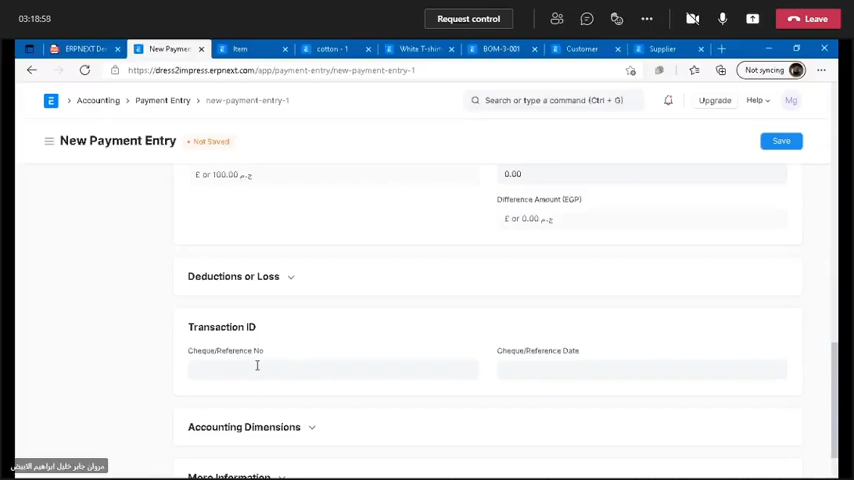 03:18:58
Request control
Leave
ERPNEXT De
New Paymen
Item
cotton - 1
White T-shirt
BOM-3-001
Customer
Supplier
https://dress2impress.erpnext.com/app/payment-entry/new-payment-entry-1
Not syncing
E
Accounting
Payment Entry
new-payment-entry-1
Search or type a command (Ctrl + G)
Upgrade
Help
Mg
New Payment Entry
Not Saved
Save
£ or 100.00 ج.م
0.00
Difference Amount (EGP)
£ or 0.00 ج.م
Deductions or Loss
Transaction ID
Cheque/Reference No
Cheque/Reference Date
Accounting Dimensions
مروان جابر خليل ابراهيم الابيض
More Information